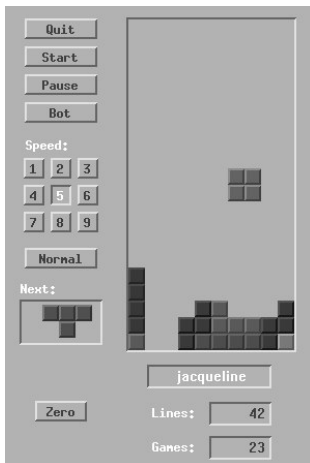 Quit
Start
Pause
Bot
Speed:
1 2 3
4 5 6
7 8 9
Normal
Next:
jacqueline
Zero
Lines: 42
Games: 23